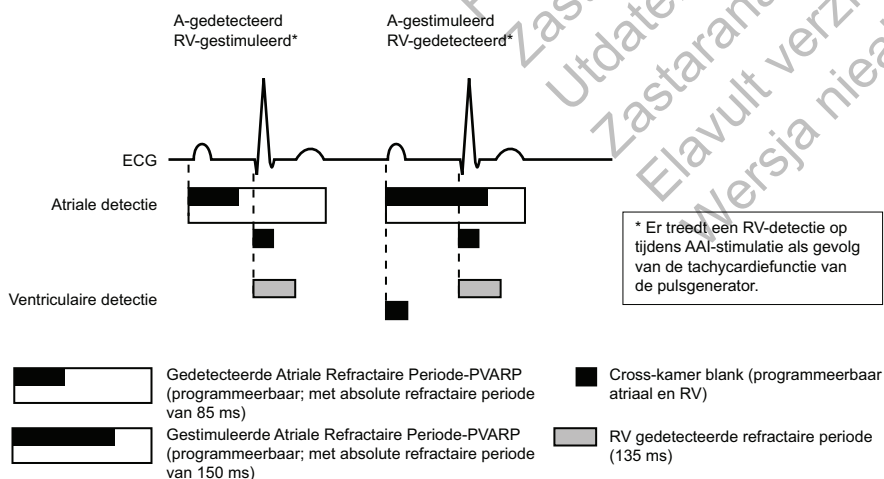 A-gedetecteerd
RV-gestimuleerd*
A-gestimuleerd
RV-gedetecteerd*
ECG
Atriale detectie
Ventriculaire detectie
* Er treedt een RV-detectie op
tijdens AAI-stimulatie als gevolg
van de tachycardiefunctie van
de pulsgenerator.
Gedetecteerde Atriale Refractaire Periode-PVARP
(programmeerbaar; met absolute refractaire periode
van 85 ms)
Gestimuleerde Atriale Refractaire Periode-PVARP
(programmeerbaar; met absolute refractaire periode
van 150 ms)
Cross-kamer blank (programmeerbaar
atriaal en RV)
RV gedetecteerde refractaire periode
(135 ms)
Elavult
Wersja